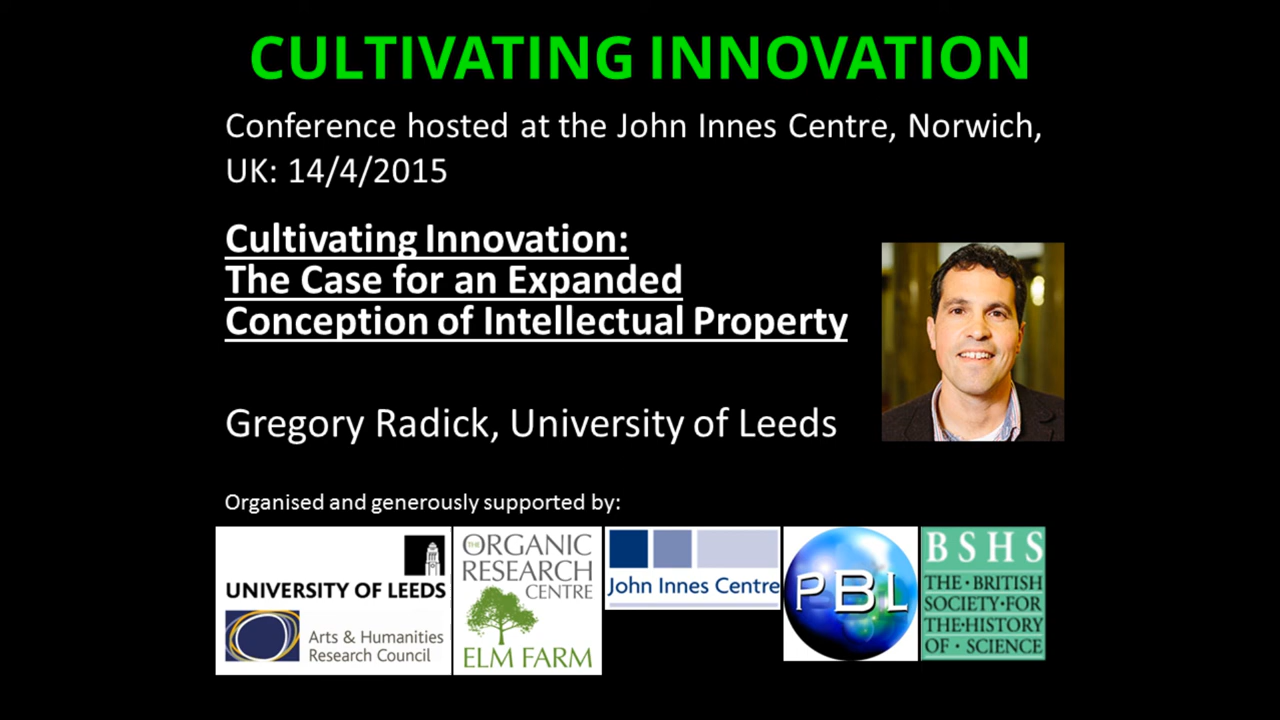 CULTIVATING INNOVATION
Conference hosted at the John Innes Centre, Norwich,
UK: 14/4/2015
Cultivating Innovation:
The Case for an Expanded
Conception of Intellectual Property
Gregory Radick, University of Leeds
Organised and generously supported by:
UNIVERSITY OF LEEDS
Arts & Humanities
Research Council
THE ORGANIC
RESEARCH
CENTRE
ELM FARM
John Innes Centre
PBL
BSHS
THE • BRITISH
SOCIETY•FOR
THE•HISTORY
OF • SCIENCE